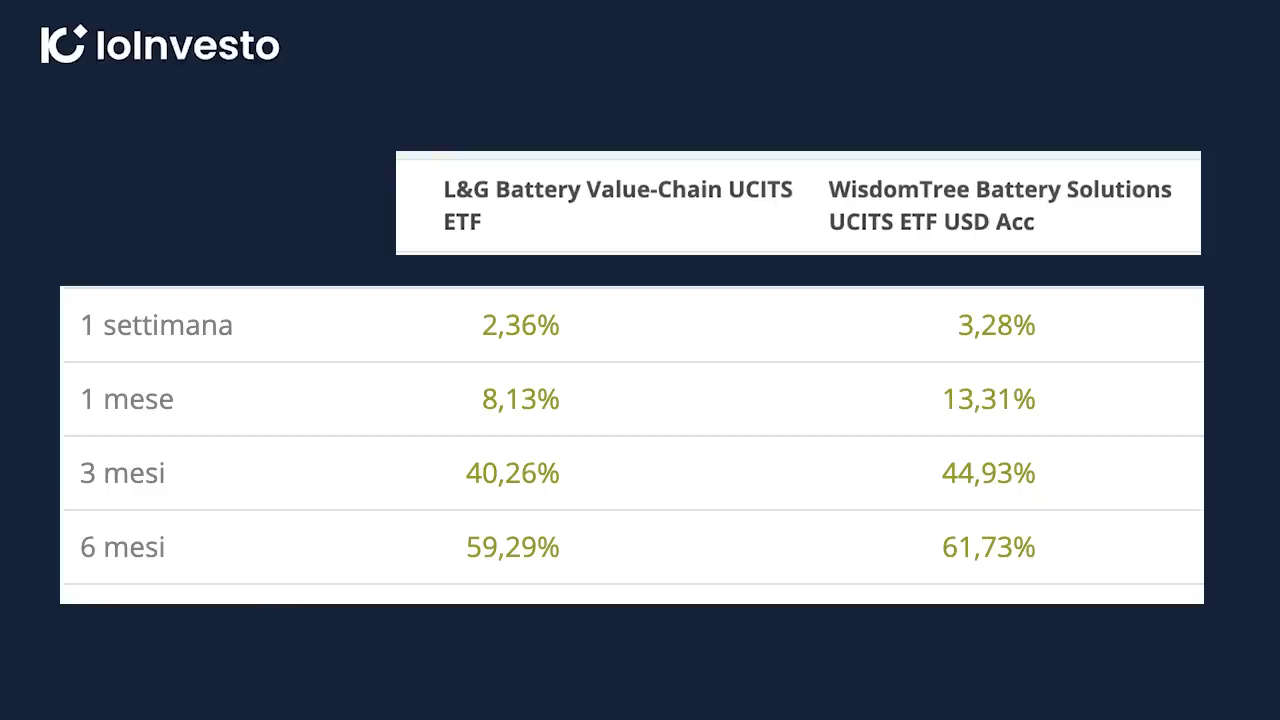 IoInvesto
L&G Battery Value-Chain UCITS
ETF
WisdomTree Battery Solutions
UCITS ETF USD Acc
1 settimana 2,36% 3,28%
1 mese 8,13% 13,31%
3 mesi 40,26% 44,93%
6 mesi 59,29% 61,73%